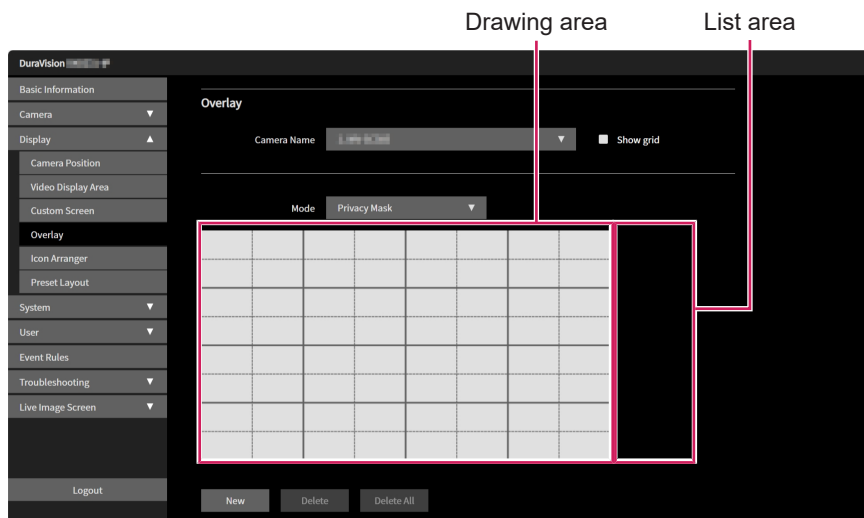 Drawing area List area
DuraVision
Basic Information
Camera ▼
Display ▲
Camera Position
Video Display Area
Custom Screen
Overlay
Icon Arranger
Preset Layout
System ▼
User ▼
Event Rules
Troubleshooting ▼
Live Image Screen ▼
Logout
Overlay
Camera Name ▼ Show grid
Mode Privacy Mask ▼
New Delete Delete All